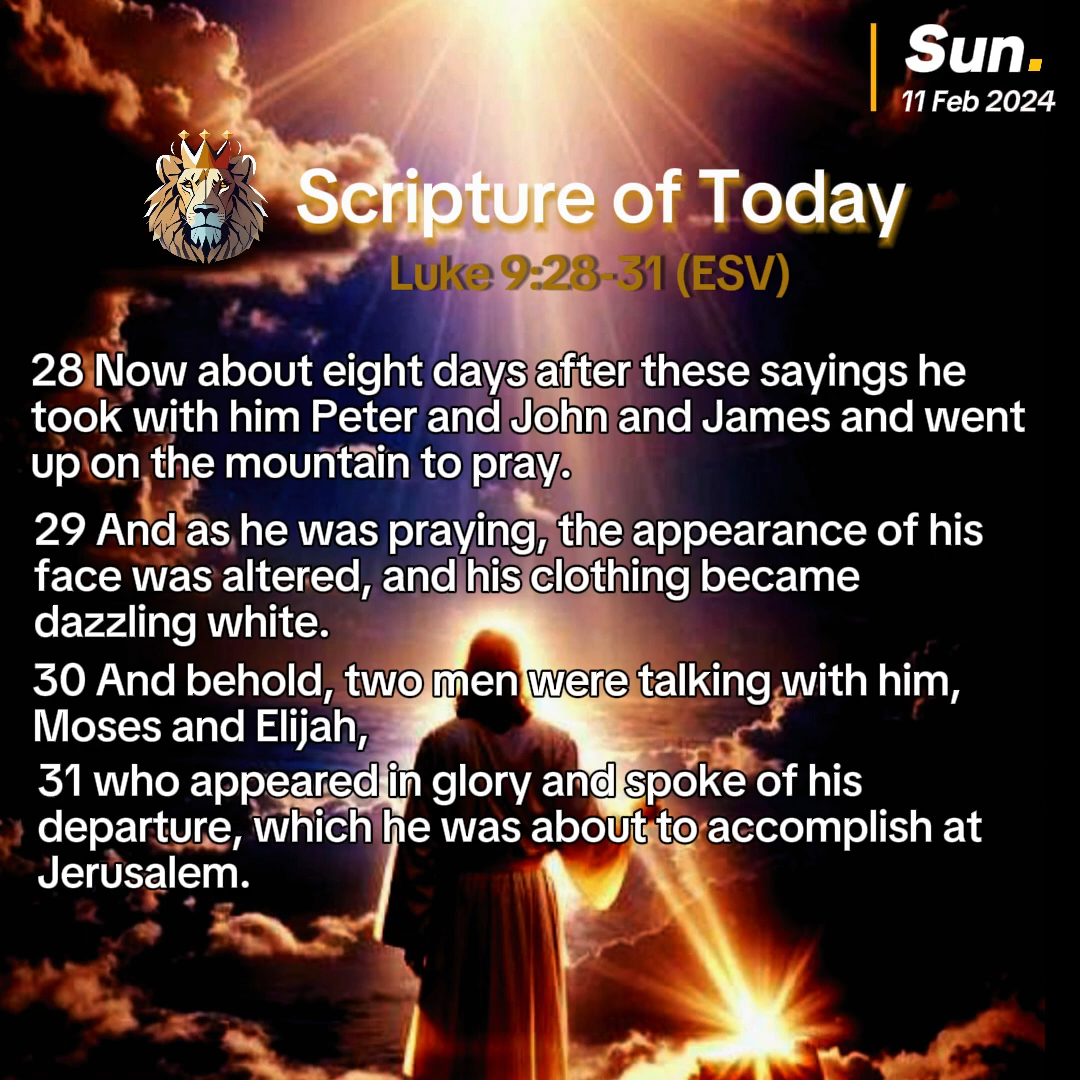 Sun.
11 Feb 2024
Scripture of Today
Luke 9:28-31 (ESV)
28 Now about eight days after these sayings he
took with him Peter and John and James and went
up on the mountain to pray.
29 And as he was praying, the appearance of his
face was altered, and his clothing became
dazzling white.
30 And behold, two men were talking with him,
Moses and Elijah,
31 who appeared in glory and spoke of his
departure, which he was about to accomplish at
Jerusalem.